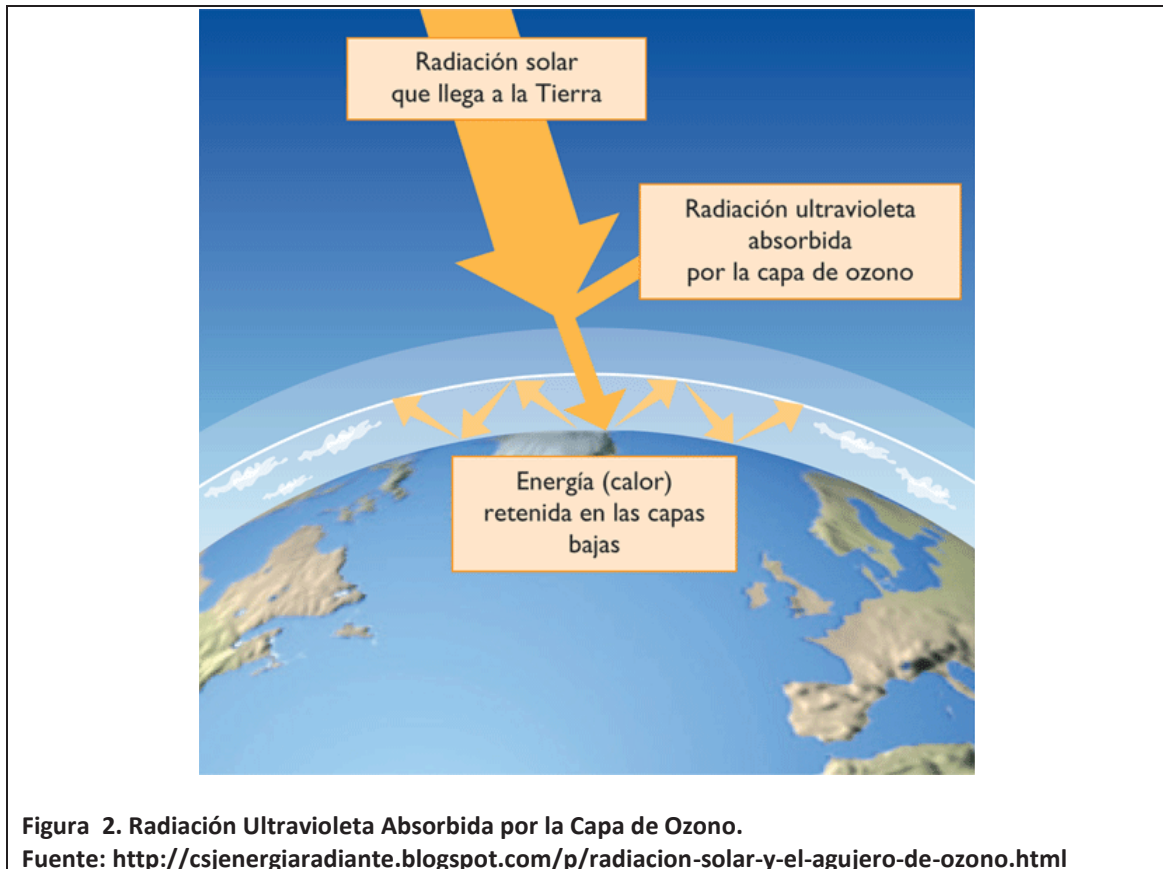 Radiación solar
que llega a la Tierra
Radiación ultravioleta
absorbida
por la capa de ozono
Energía (calor)
retenida en las capas
bajas
Figura  2. Radiación Ultravioleta Absorbida por la Capa de Ozono.
Fuente: http://csjenergiaradiante.blogspot.com/p/radiacion-solar-y-el-agujero-de-ozono.html